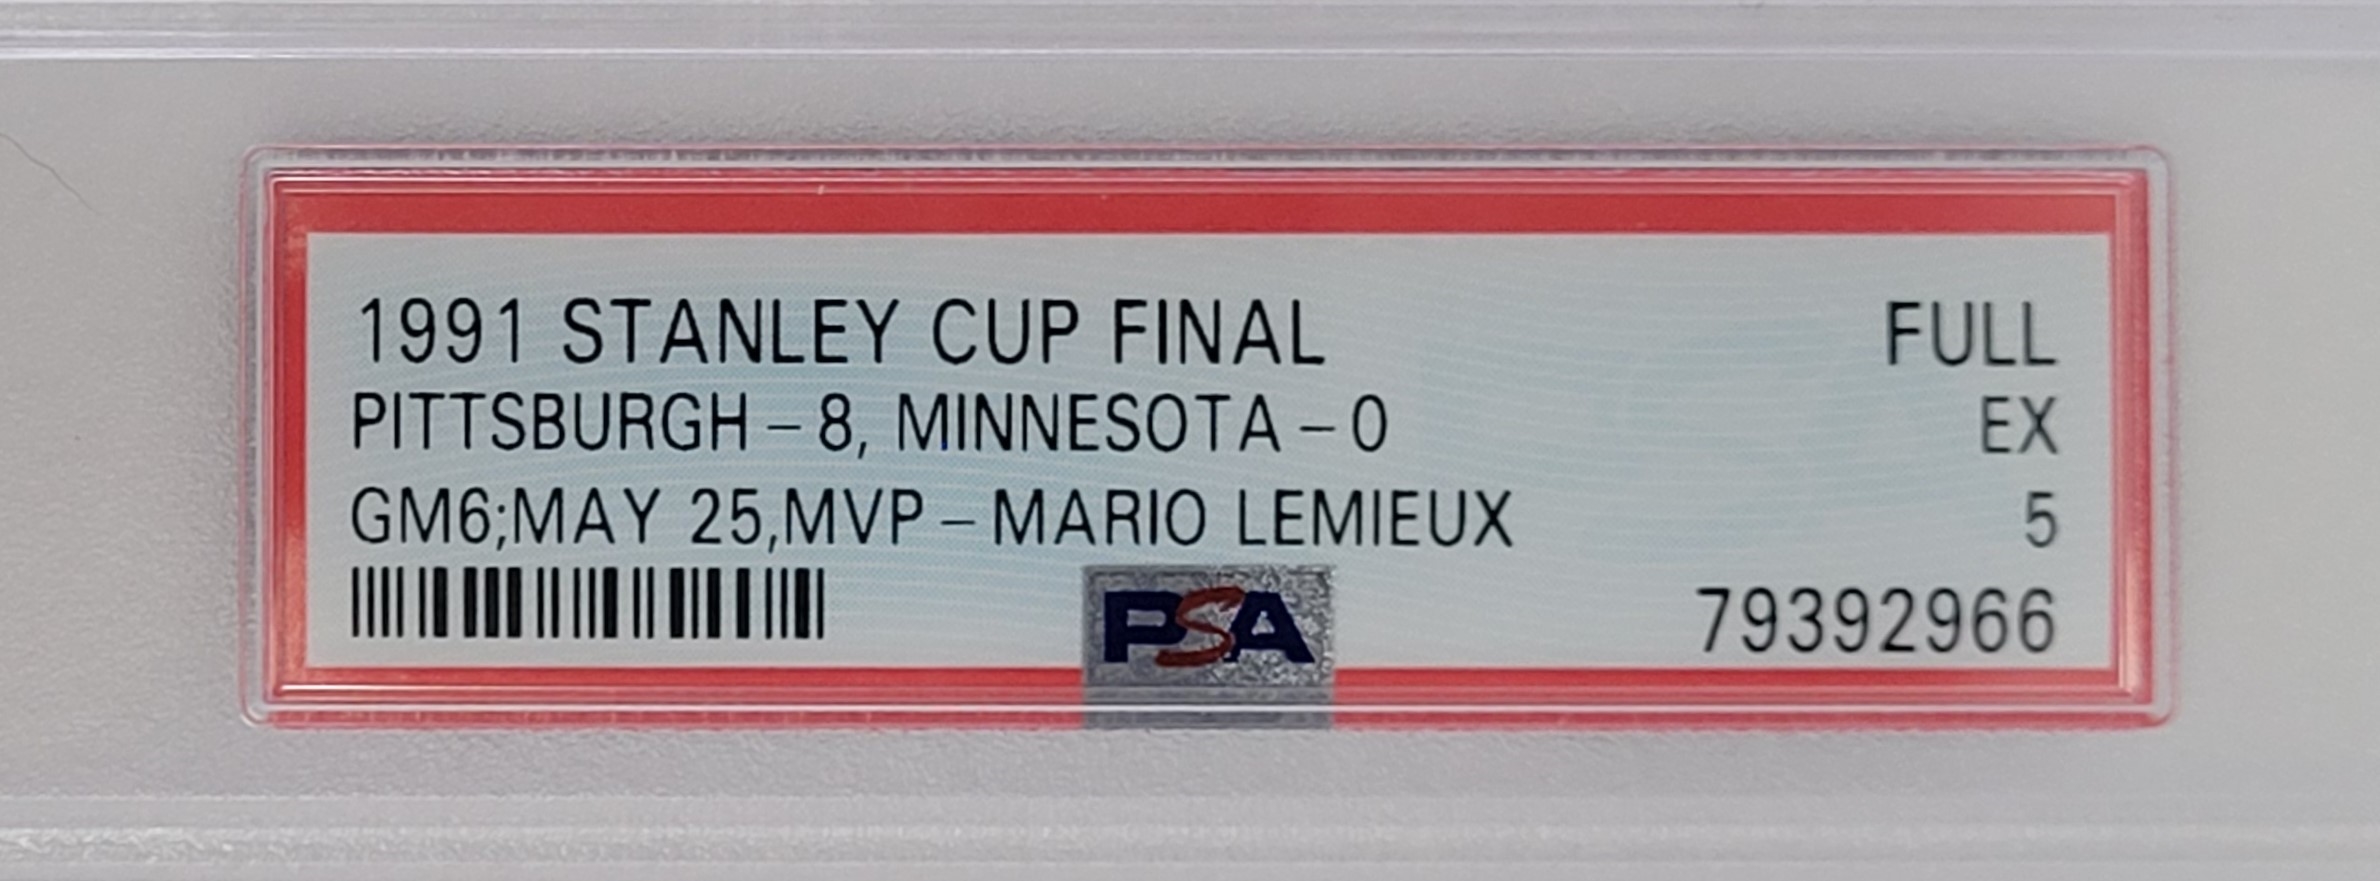 1991 STANLEY CUP FINAL FULL
PITTSBURGH – 8, MINNESOTA – 0 EX
GM6;MAY 25,MVP – MARIO LEMIEUX 5
PSA 79392966